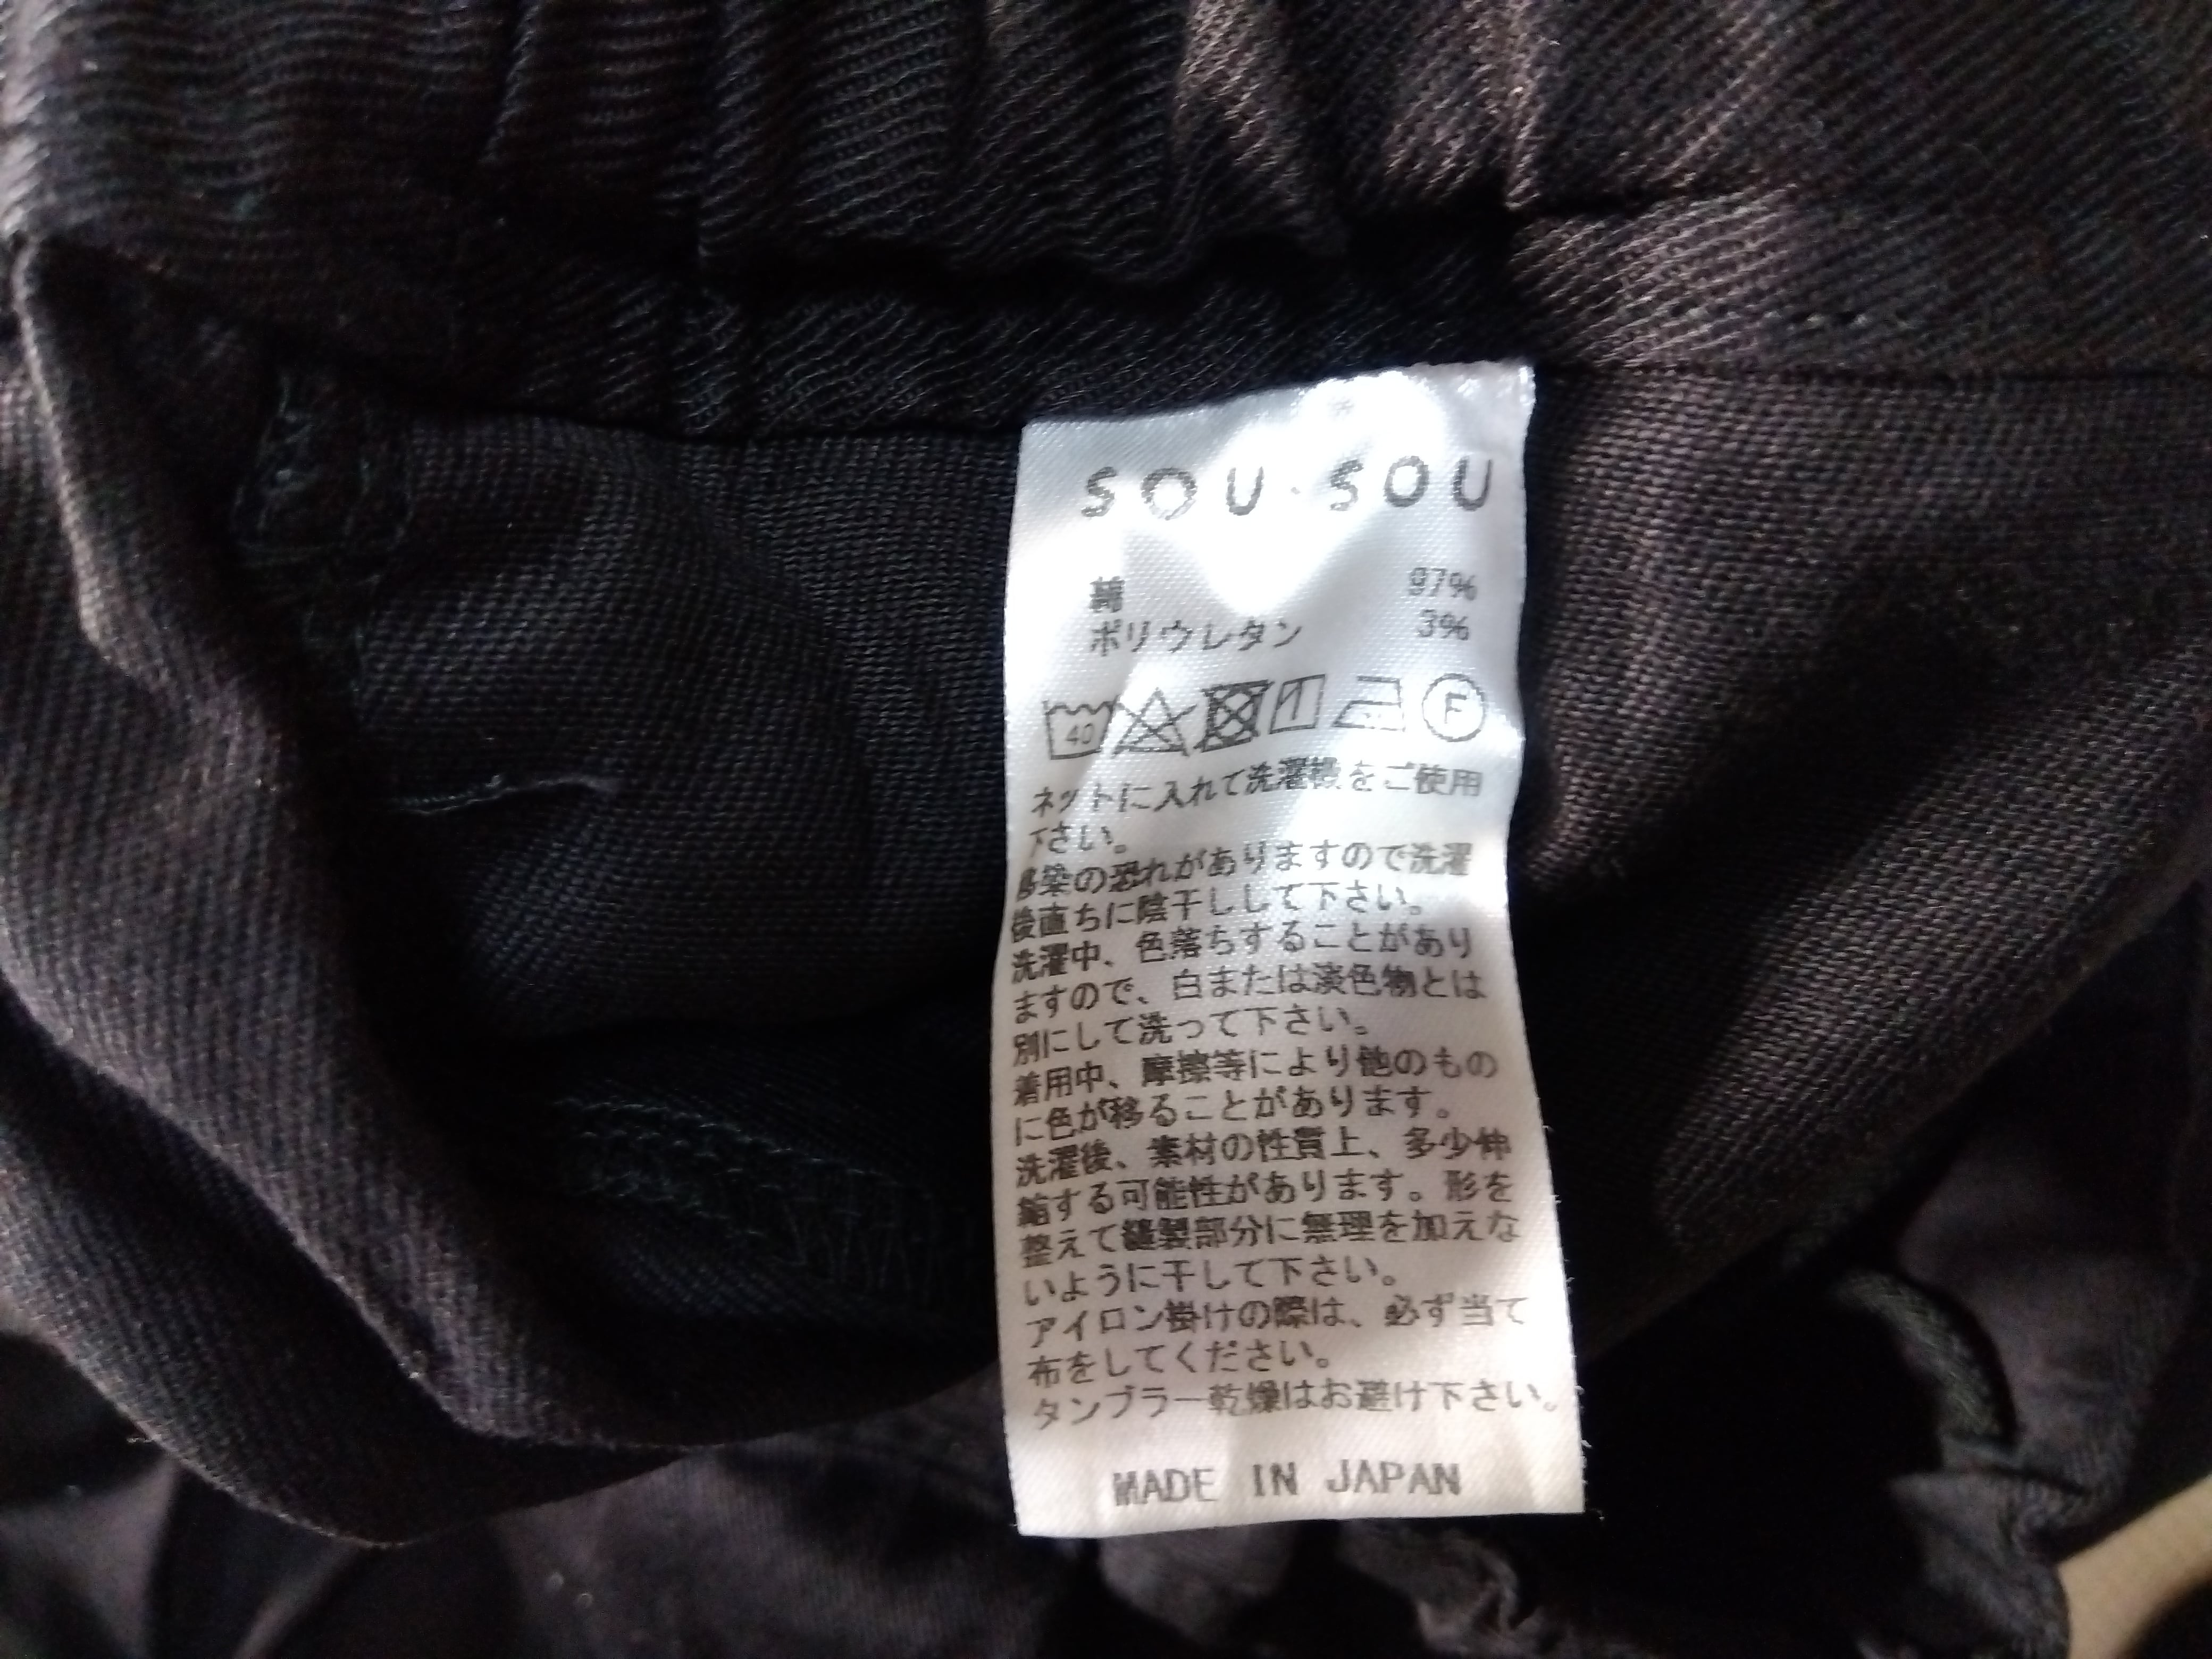 SOU・SOU
綿 97%
ポリウレタン 3%
40
F
ネットに入れて洗濯機をご使用
下さい。
移染の恐れがありますので洗濯
後直ちに陰干しして下さい。
洗濯中、色落ちすることがあり
ますので、白または淡色物とは
別にして洗って下さい。
着用中、摩擦等により他のもの
に色が移ることがあります。
洗濯後、素材の性質上、多少伸
縮する可能性があります。形を
整えて縫製部分に無理を加えな
いように干して下さい。
アイロン掛けの際は、必ず当て
布をしてください。
タンブラー乾燥はお避け下さい。
MADE IN JAPAN